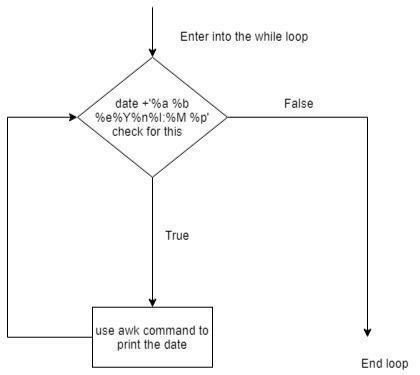 Enter into the while loop
date +'%a %b
%e%Y%n%I:%M %p'
check for this
False
True
use awk command to
print the date
End loop